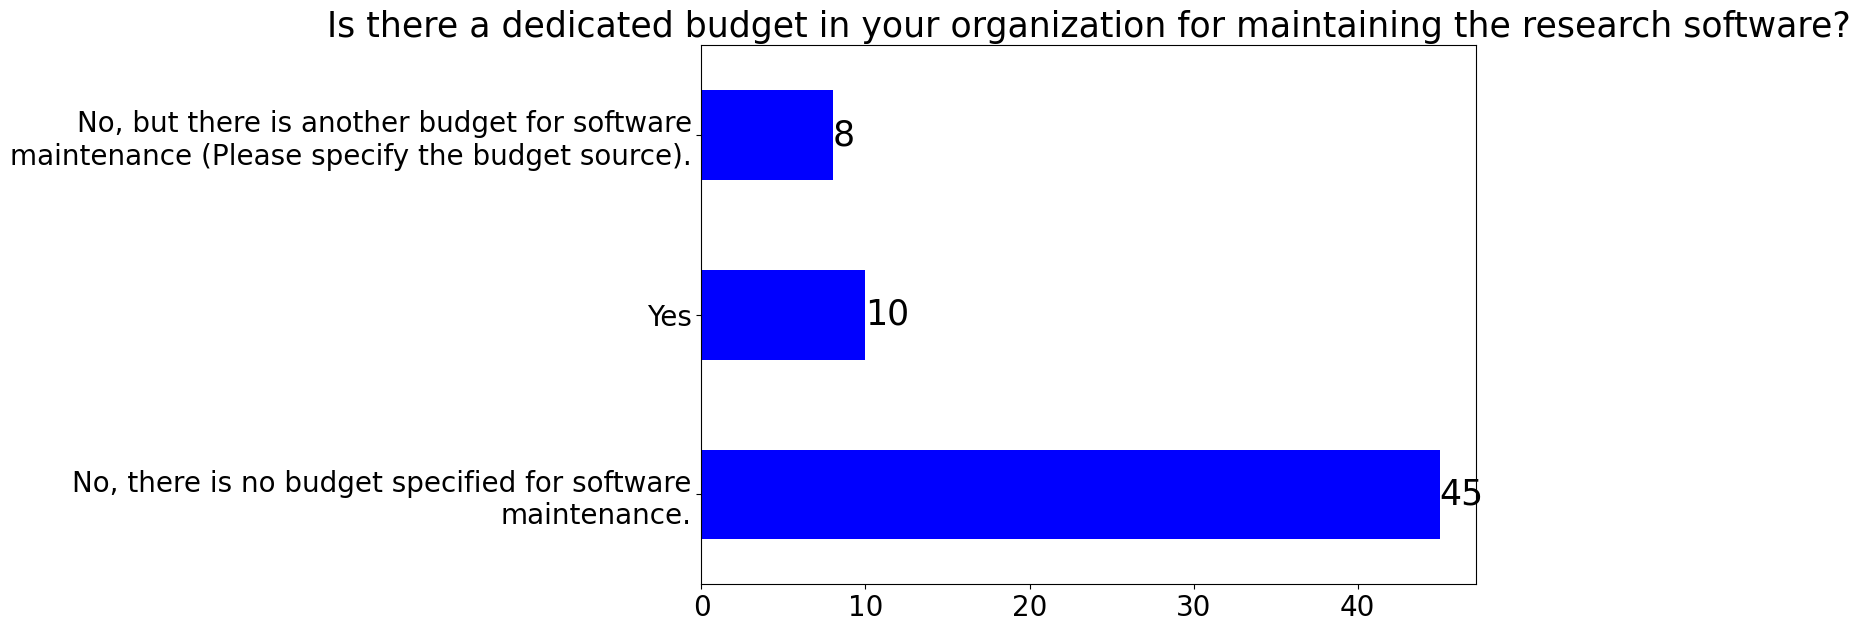 Is there a dedicated budget in your organization for maintaining the research software?
No, but there is another budget for software
maintenance (Please specify the budget source).
8
Yes
10
No, there is no budget specified for software
maintenance.
45
0 10 20 30 40